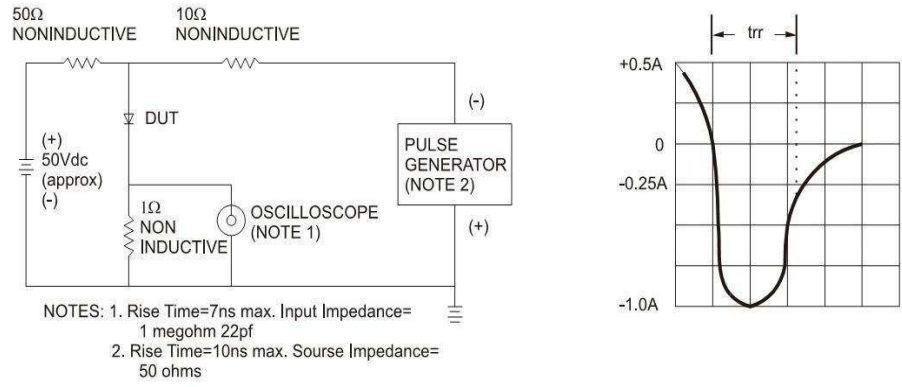 50Ω
NONINDUCTIVE
10Ω
NONINDUCTIVE
DUT
(+)
50Vdc
(approx)
(-)
1Ω
NON
INDUCTIVE
OSCILLOSCOPE
(NOTE 1)
(-)
PULSE
GENERATOR
(NOTE 2)
(+)
NOTES: 1. Rise Time=7ns max. Input Impedance=
1 megohm 22pf
2. Rise Time=10ns max. Sourse Impedance=
50 ohms
trr
+0.5A
0
-0.25A
-1.0A